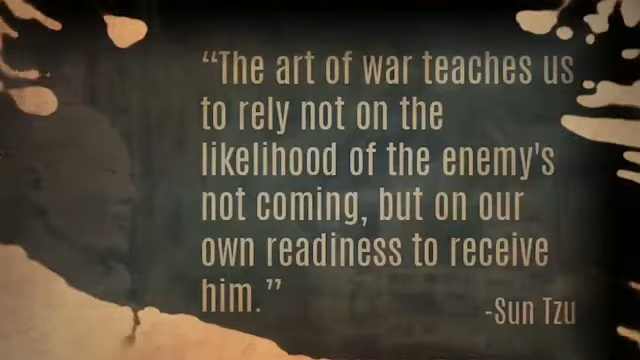 “The art of war teaches us
to rely not on the
likelihood of the enemy's
not coming, but on our
own readiness to receive
him.”
-Sun Tzu